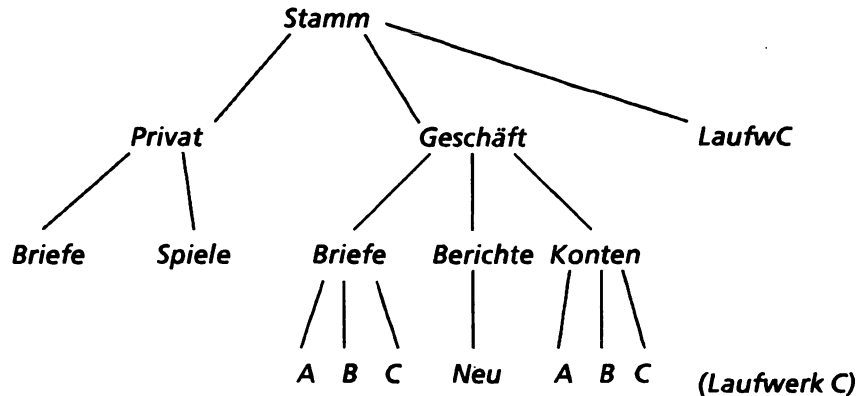 Stamm
Privat Geschäft LaufwC
Briefe Spiele Briefe Berichte Konten
A B C Neu A B C (Laufwerk C)